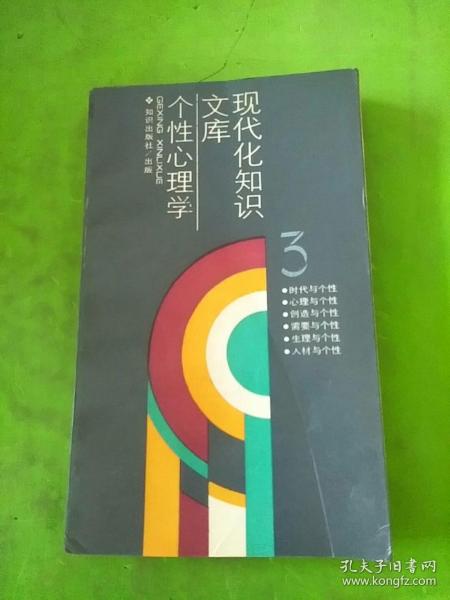 现代化知识
文库
个性心理学
GEXING XINLIXUE
知识出版社/出版
3
●时代与个性
●心理与个性
●创造与个性
●需要与个性
●生理与个性
●人材与个性
孔夫子旧书网
www.kongfz.com